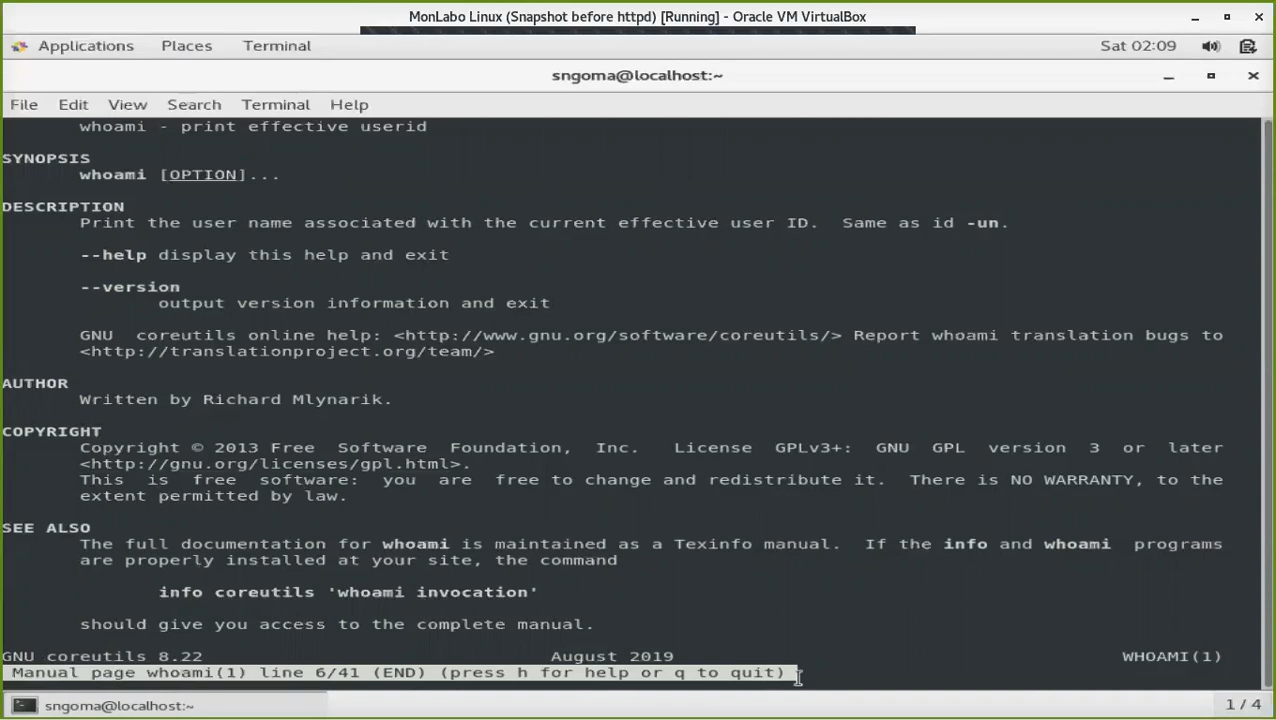 MonLabo Linux (Snapshot before httpd) [Running] - Oracle VM VirtualBox
Applications Places Terminal Sat 02:09
sngoma@localhost:~
File Edit View Search Terminal Help
whoami - print effective userid
SYNOPSIS
whoami [OPTION]...
DESCRIPTION
Print the user name associated with the current effective user ID. Same as id -un.
--help display this help and exit
--version
output version information and exit
GNU coreutils online help: <http://www.gnu.org/software/coreutils/> Report whoami translation bugs to
<http://translationproject.org/team/>
AUTHOR
Written by Richard Mlynarik.
COPYRIGHT
Copyright © 2013 Free Software Foundation, Inc. License GPLv3+: GNU GPL version 3 or later
<http://gnu.org/licenses/gpl.html>.
This is free software: you are free to change and redistribute it. There is NO WARRANTY, to the
extent permitted by law.
SEE ALSO
The full documentation for whoami is maintained as a Texinfo manual. If the info and whoami programs
are properly installed at your site, the command
info coreutils 'whoami invocation'
should give you access to the complete manual.
GNU coreutils 8.22 August 2019 WHOAMI(1)
Manual page whoami(1) line 6/41 (END) (press h for help or q to quit)
sngoma@localhost:~ 1 / 4